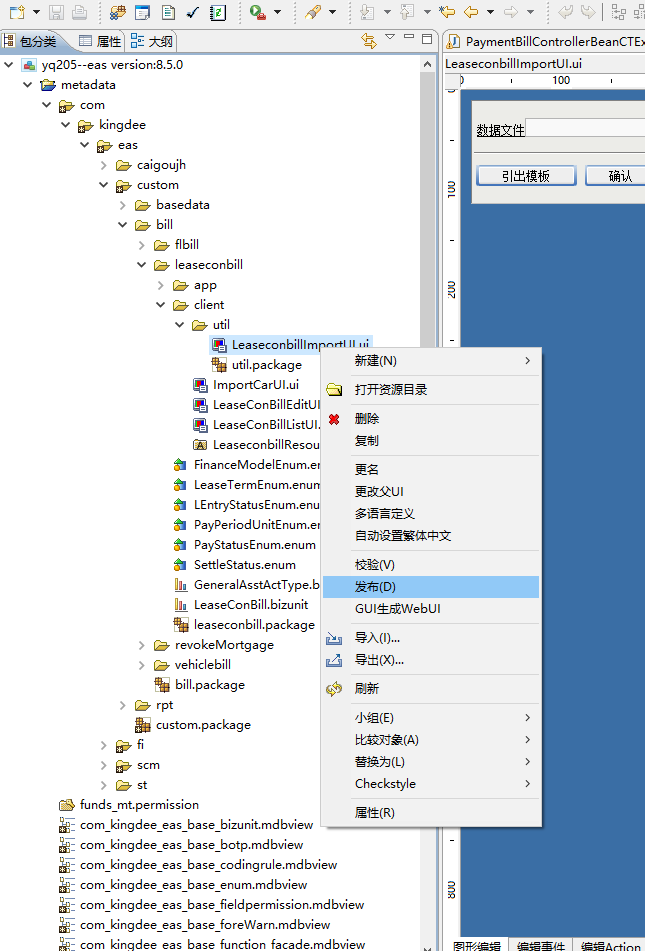 包分类
属性
大纲
PaymentBillControllerBeanCTEx
yq205--eas version:8.5.0
metadata
com
kingdee
eas
caigoujh
custom
basedata
bill
flbill
leaseconbill
app
client
util
LeaseconbillImportUI.ui
util.package
ImportCarUI.ui
LeaseConBillEditUI
LeaseConBillListUI.
LeaseconbillResou
FinanceModelEnum.en
LeaseTermEnum.enum
LEntryStatusEnum.enu
PayPeriodUnitEnum.er
PayStatusEnum.enum
SettleStatus.enum
GeneralAsstActType.b
LeaseConBill.bizunit
leaseconbill.package
revokeMortgage
vehiclebill
bill.package
rpt
custom.package
fi
scm
st
funds_mt.permission
com_kingdee_eas_base_bizunit.mdbview
com_kingdee_eas_base_botp.mdbview
com_kingdee_eas_base_codingrule.mdbview
com_kingdee_eas_base_enum.mdbview
com_kingdee_eas_base_fieldpermission.mdbview
com_kingdee_eas_base_foreWarn.mdbview
com_kingdee_eas_base_function_facade.mdbview
新建(N)
打开资源目录
删除
复制
更名
更改父UI
多语言定义
自动设置繁体中文
校验(V)
发布(D)
GUI生成WebUI
导入(I)...
导出(X)...
刷新
小组(E)
比较对象(A)
替换为(L)
Checkstyle
属性(R)
LeaseconbillImportUI.ui
0
100
数据文件
引出模板
确认
100
200
800
图形编辑
编辑事件
编辑Action